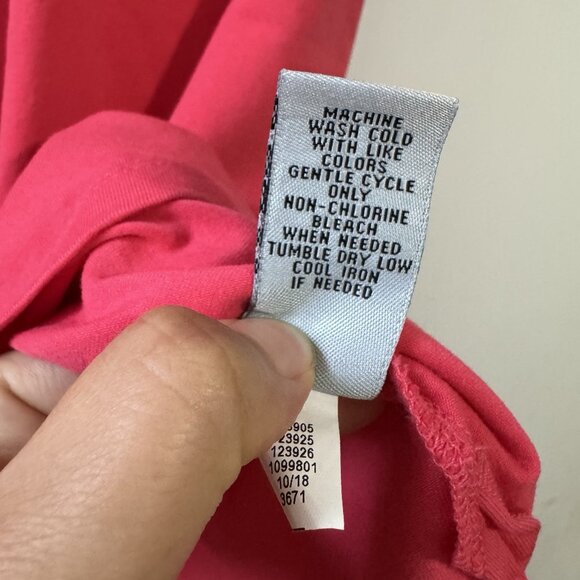 MACHINE
WASH COLD
WITH LIKE
COLORS
GENTLE CYCLE
ONLY
NON-CHLORINE
BLEACH
WHEN NEEDED
TUMBLE DRY LOW
COOL IRON
IF NEEDED
123926
1099801
10/18
3671